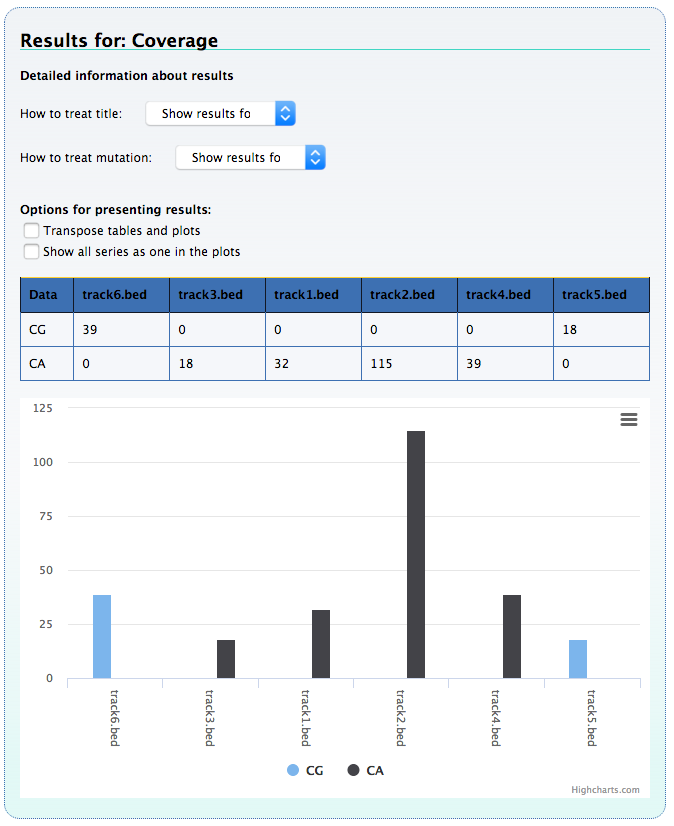 Results for: Coverage
Detailed information about results
How to treat title: Show results fo
How to treat mutation: Show results fo
Options for presenting results:
Transpose tables and plots
Show all series as one in the plots
Data track6.bed track3.bed track1.bed track2.bed track4.bed track5.bed
CG 39 0 0 0 0 18
CA 0 18 32 115 39 0
125
100
75
50
25
0
track6.bed track3.bed track1.bed track2.bed track4.bed track5.bed
CG CA
Highcharts.com